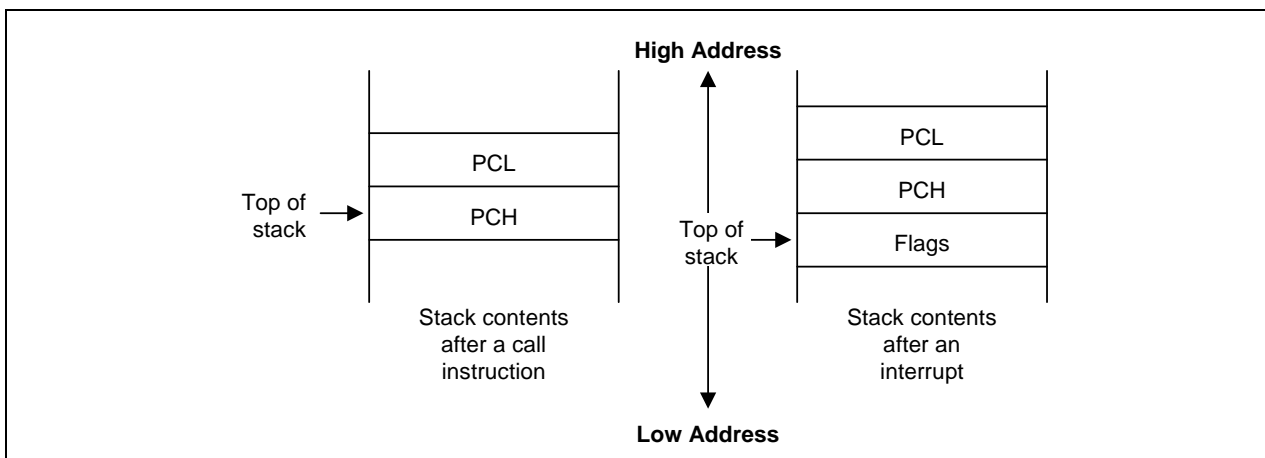 High Address
PCL
PCH
Top of
stack
Stack contents
after a call
instruction
Top of
stack
PCL
PCH
Flags
Stack contents
after an
interrupt
Low Address